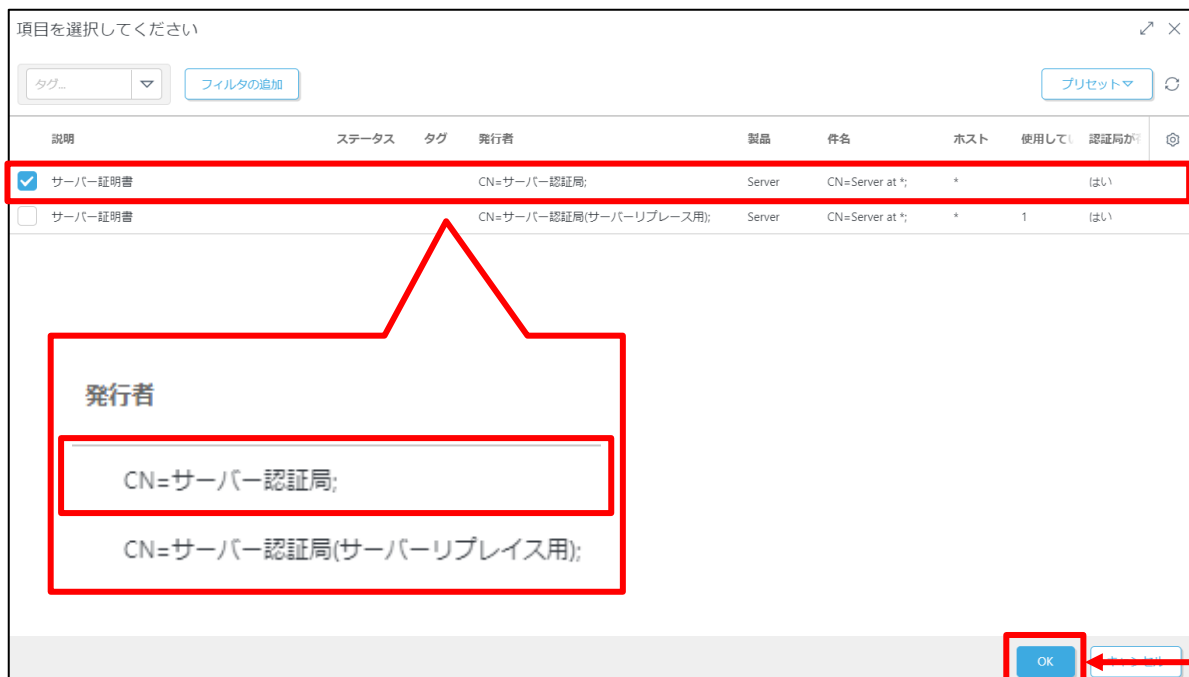 項目を選択してください
タグ... フィルタの追加 プリセット
説明 ステータス タグ 発行者 製品 件名 ホスト 使用してい 認証局が
サーバー証明書 CN=サーバー認証局; Server CN=Server at *; * はい
サーバー証明書 CN=サーバー認証局(サーバーリプレース用); Server CN=Server at *; * 1 はい
発行者
CN=サーバー認証局;
CN=サーバー認証局(サーバーリプレイス用);
OK キャンセル